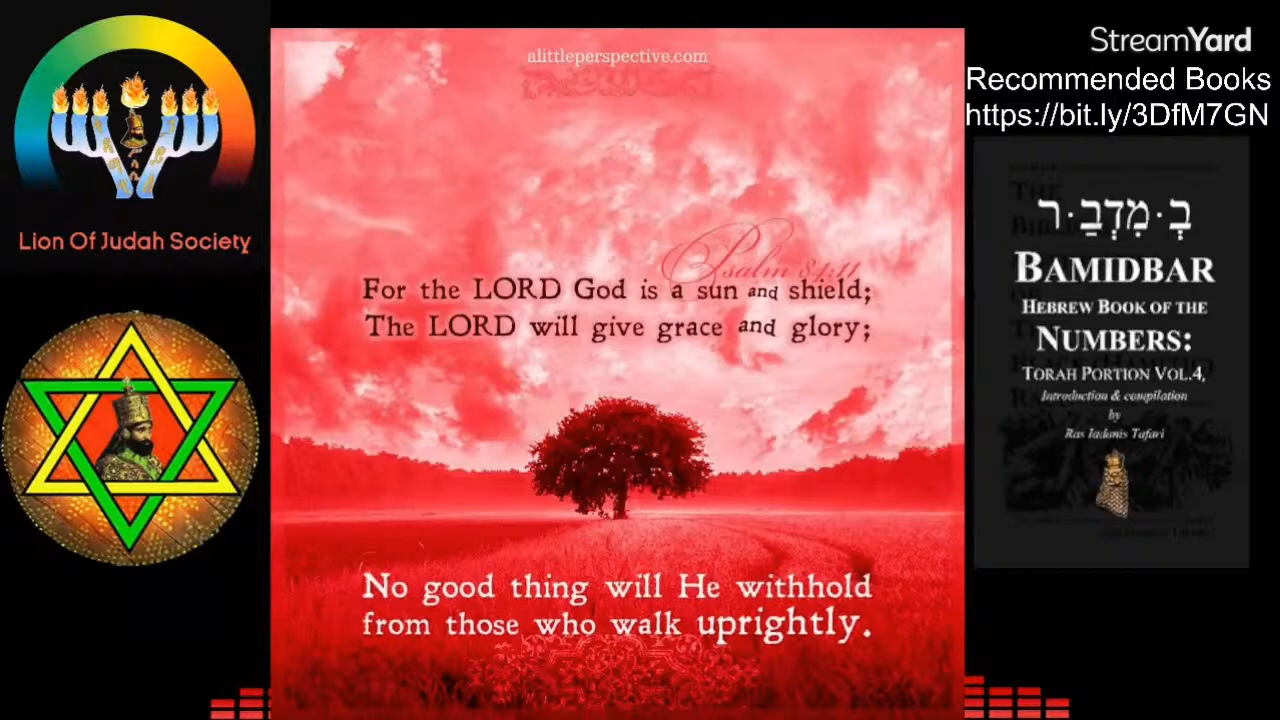 Lion Of Judah Society
alittleperspective.com
Psalm 84:11
For the LORD God is a sun and shield;
The LORD will give grace and glory;
No good thing will He withhold
from those who walk uprightly.
StreamYard
Recommended Books
https://bit.ly/3DfM7GN
בְּ·מִדְבַּ·ר
BAMIDBAR
HEBREW BOOK OF THE
NUMBERS:
TORAH PORTION VOL.4,
Introduction & compilation
by
Ras Iadonis Tafari